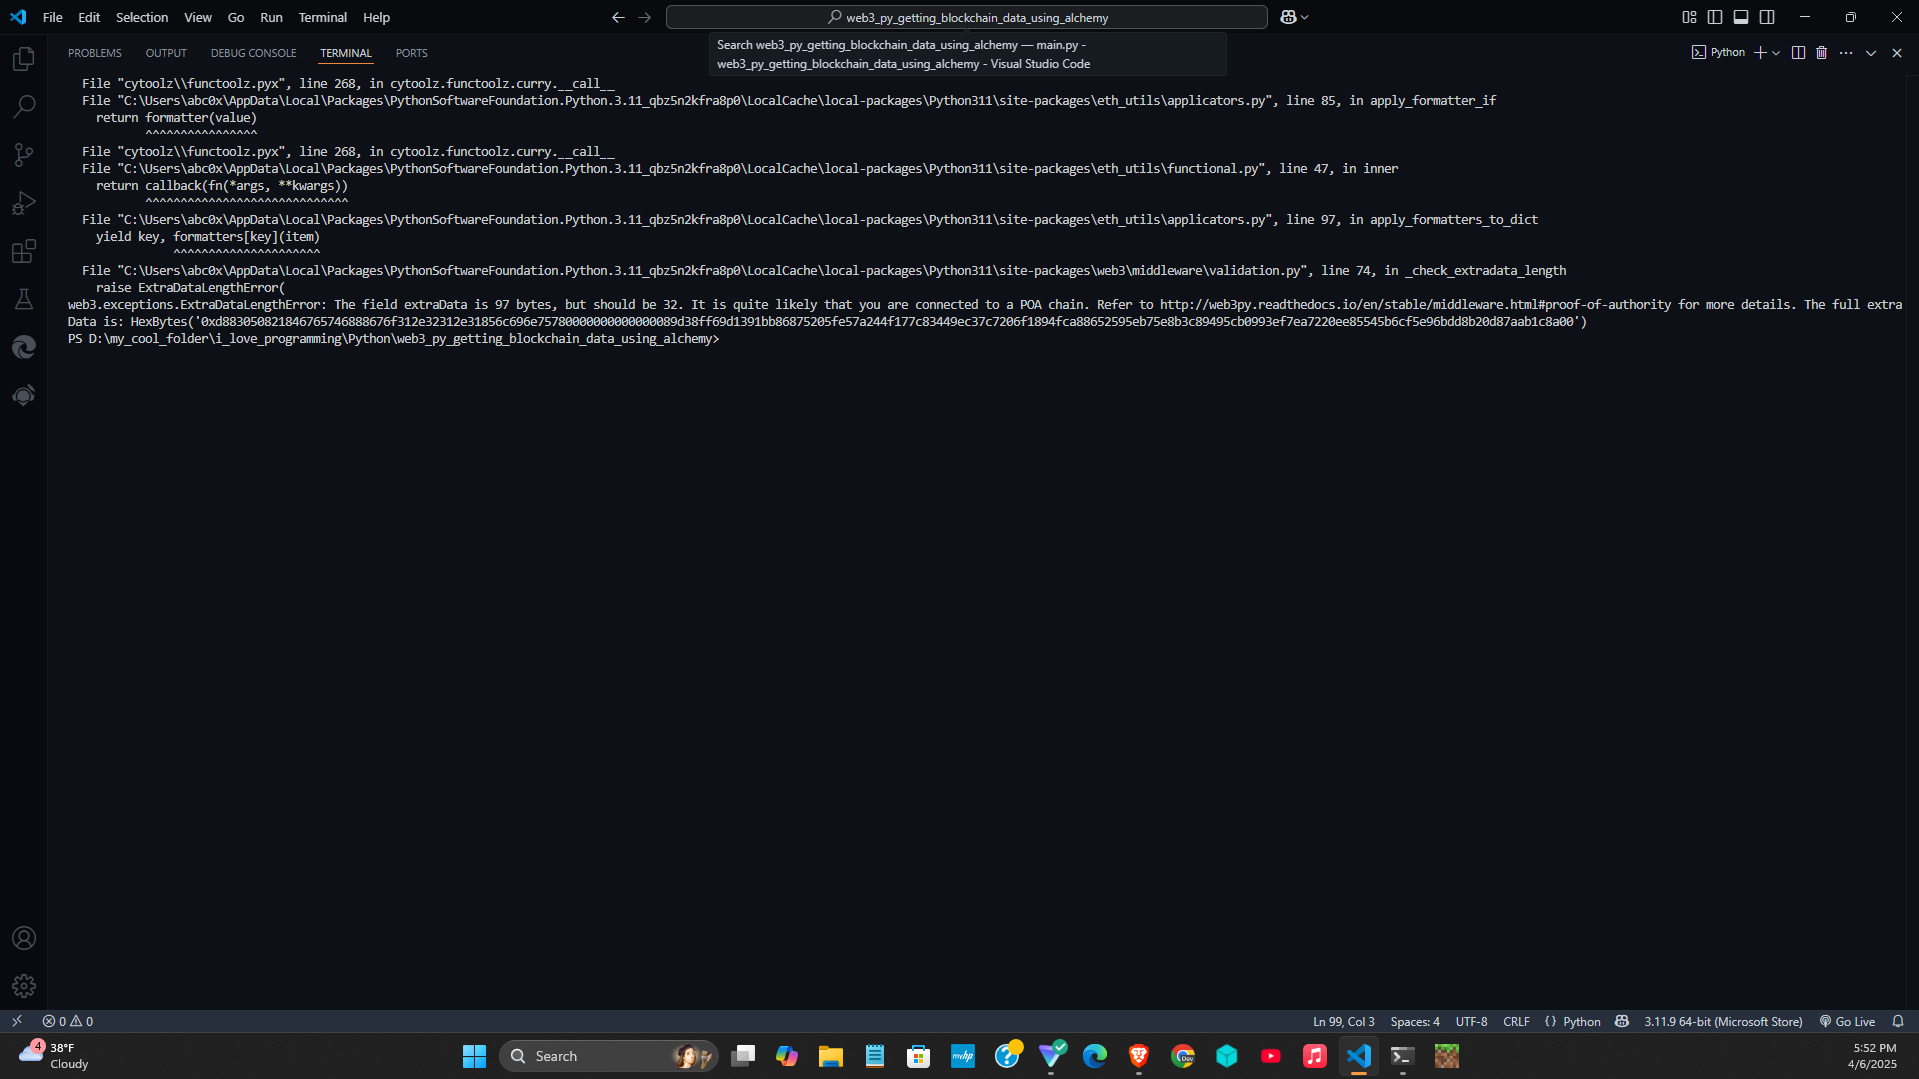 File Edit Selection View Go Run Terminal Help
web3_py_getting_blockchain_data_using_alchemy
Search web3_py_getting_blockchain_data_using_alchemy — main.py -
web3_py_getting_blockchain_data_using_alchemy - Visual Studio Code
PROBLEMS OUTPUT DEBUG CONSOLE TERMINAL PORTS
Python
File "cytoolz\\functoolz.pyx", line 268, in cytoolz.functoolz.curry.__call__
File "C:\Users\abc0x\AppData\Local\Packages\PythonSoftwareFoundation.Python.3.11_qbz5n2kfra8p0\LocalCache\local-packages\Python311\site-packages\eth_utils\applicators.py", line 85, in apply_formatter_if
return formatter(value)
^^^^^^^^^^^^^^^^
File "cytoolz\\functoolz.pyx", line 268, in cytoolz.functoolz.curry.__call__
File "C:\Users\abc0x\AppData\Local\Packages\PythonSoftwareFoundation.Python.3.11_qbz5n2kfra8p0\LocalCache\local-packages\Python311\site-packages\eth_utils\functional.py", line 47, in inner
return callback(fn(*args, **kwargs))
^^^^^^^^^^^^^^^^^^^^^^^^^^^^^
File "C:\Users\abc0x\AppData\Local\Packages\PythonSoftwareFoundation.Python.3.11_qbz5n2kfra8p0\LocalCache\local-packages\Python311\site-packages\eth_utils\applicators.py", line 97, in apply_formatters_to_dict
yield key, formatters[key](item)
^^^^^^^^^^^^^^^^^^^^^
File "C:\Users\abc0x\AppData\Local\Packages\PythonSoftwareFoundation.Python.3.11_qbz5n2kfra8p0\LocalCache\local-packages\Python311\site-packages\web3\middleware\validation.py", line 74, in _check_extradata_length
raise ExtraDataLengthError(
web3.exceptions.ExtraDataLengthError: The field extraData is 97 bytes, but should be 32. It is quite likely that you are connected to a POA chain. Refer to http://web3py.readthedocs.io/en/stable/middleware.html#proof-of-authority for more details. The full extra
Data is: HexBytes('0xd883050821846765746888676f312e32312e31856c696e75780000000000000089d38ff69d1391bb86875205fe57a244f177c83449ec37c7206f1894fca88652595eb75e8b3c89495cb0993ef7ea7220ee85545b6cf5e96bdd8b20d87aab1c8a00')
PS D:\my_cool_folder\i_love_programming\Python\web3_py_getting_blockchain_data_using_alchemy>
0 0
Ln 99, Col 3 Spaces: 4 UTF-8 CRLF {} Python 3.11.9 64-bit (Microsoft Store) Go Live
4
38°F
Cloudy
Search
myhp
Dev
5:52 PM
4/6/2025